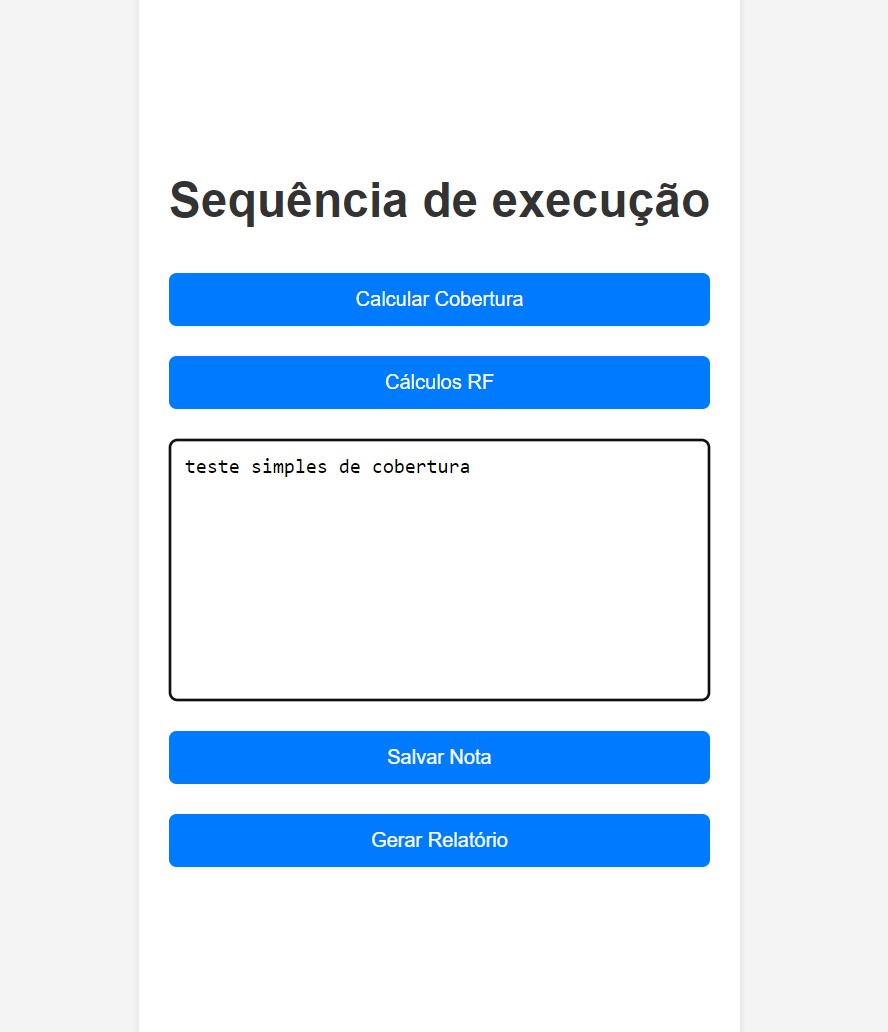 Sequência de execução
Calcular Cobertura
Cálculos RF
teste simples de cobertura
Salvar Nota
Gerar Relatório